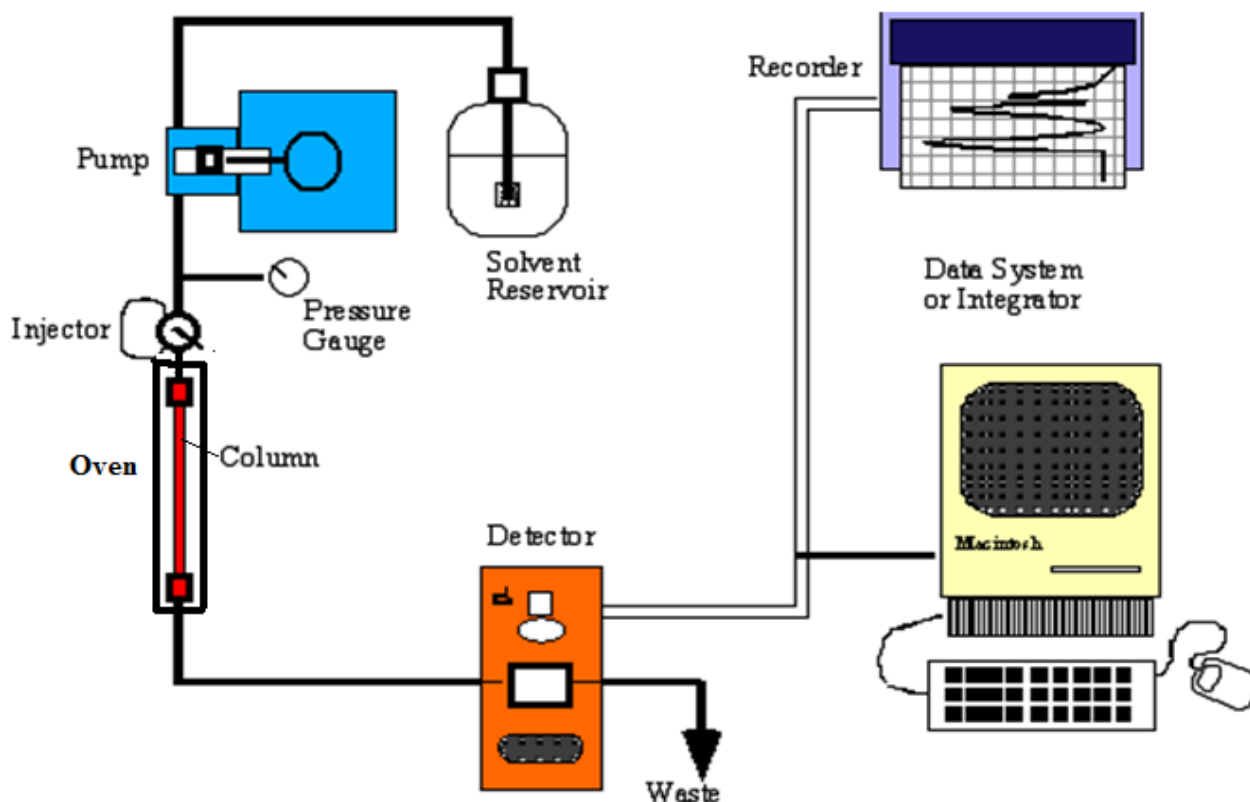 Recorder
Pump
Solvent
Reservoir
Data System
or Integrator
Pressure
Gauge
Injector
Oven
Column
Detector
Macintosh
Waste